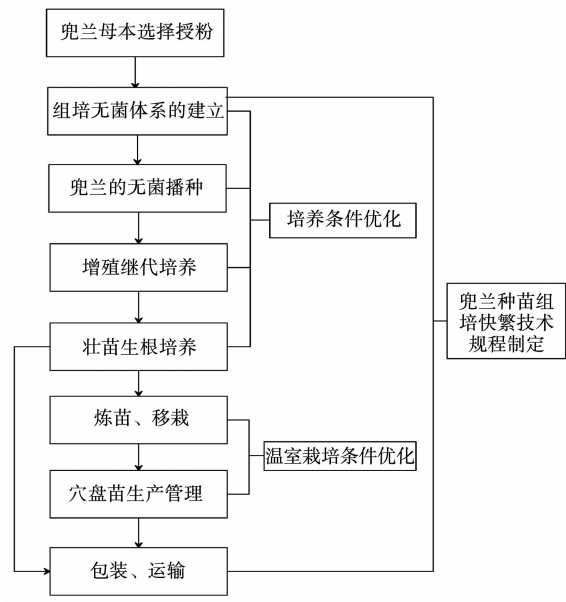 兜兰母本选择授粉
组培无菌体系的建立
兜兰的无菌播种
培养条件优化
增殖继代培养
兜兰种苗组
培快繁技术
规程制定
壮苗生根培养
炼苗、移栽
温室栽培条件优化
穴盘苗生产管理
包装、运输